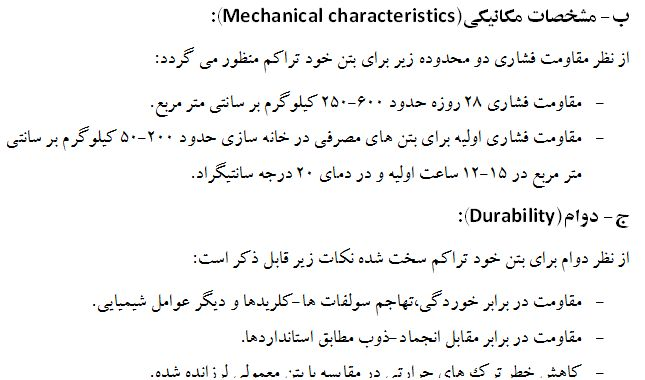 ب- مشخصات مکانیکی(Mechanical characteristics):
از نظر مقاومت فشاری دو محدوده زیر برای بتن خود تراکم منظور می گردد:
- مقاومت فشاری ۲۸ روزه حدود ۶۰۰-۲۵۰ کیلوگرم بر سانتی متر مربع.
- مقاومت فشاری اولیه برای بتن های مصرفی در خانه سازی حدود ۲۰۰-۵۰ کیلوگرم بر سانتی
متر مربع در ۱۵-۱۲ ساعت اولیه و در دمای ۲۰ درجه سانتیگراد.
ج- دوام(Durability):
از نظر دوام برای بتن خود تراکم سخت شده نکات زیر قابل ذکر است:
- مقاومت در برابر خوردگی،تهاجم سولفات ها-کلریدها و دیگر عوامل شیمیایی.
- مقاومت در برابر مقابل انجماد-ذوب مطابق استانداردها.
- کاهش خطر ترک های حرارتی در مقایسه با بتن معمولی لرزانده شده.